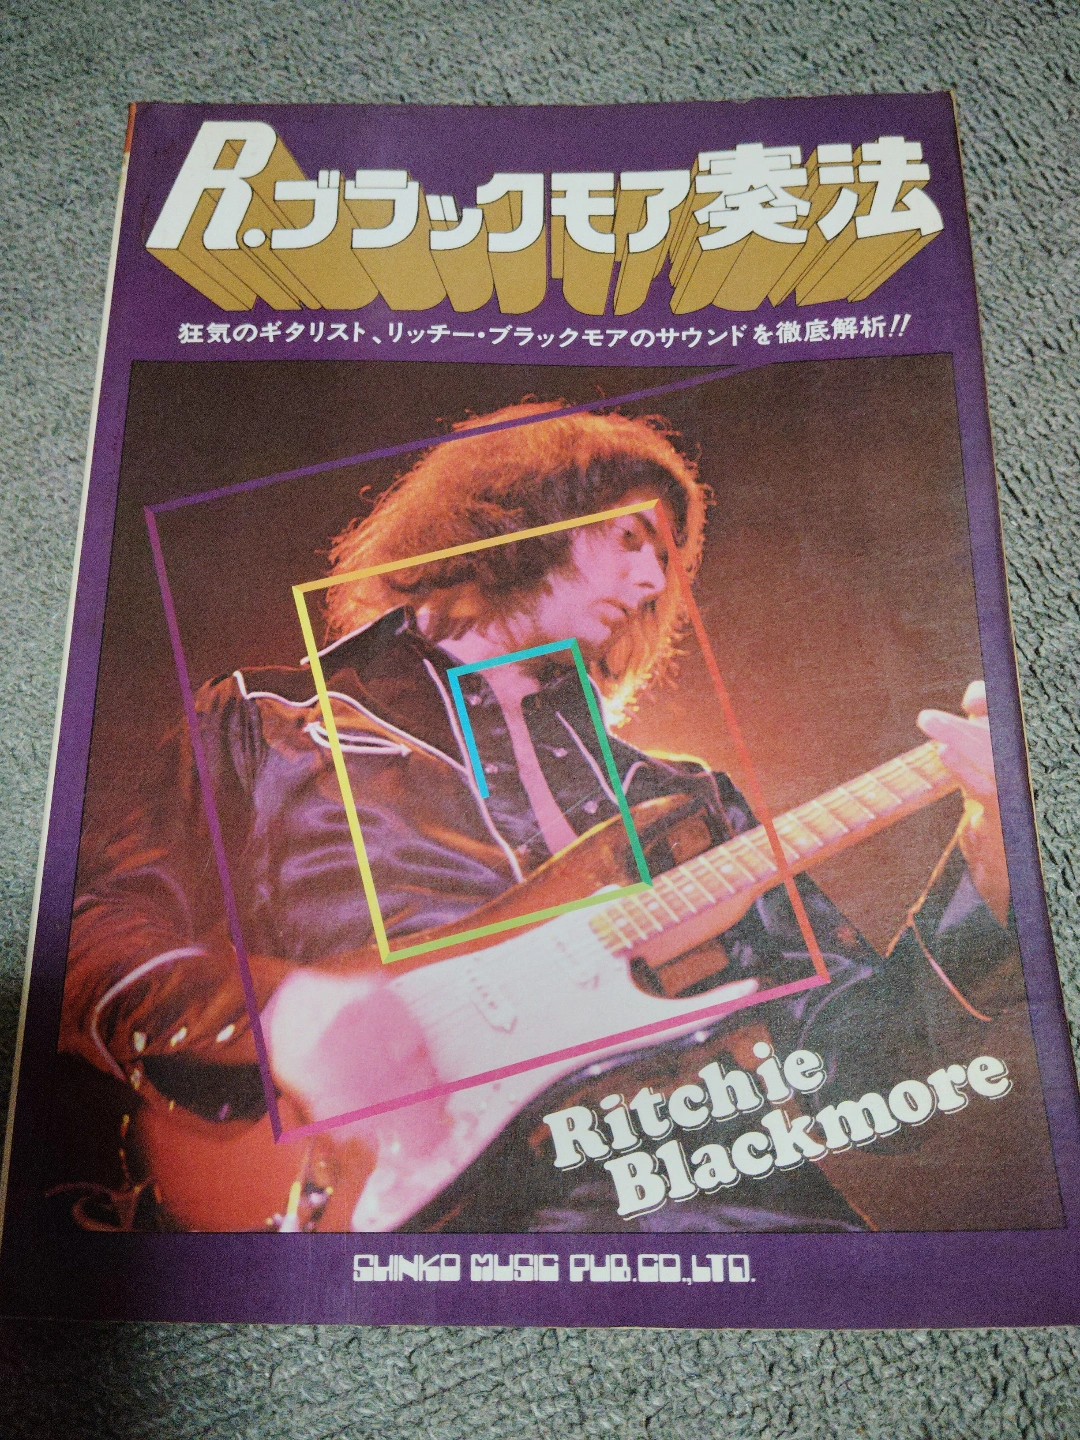 R.ブラックモア奏法
狂気のギタリスト、リッチー・ブラックモアのサウンドを徹底解析!!
Ritchie
Blackmore
SHINKO MUSIC PUB.CO.,LTD.